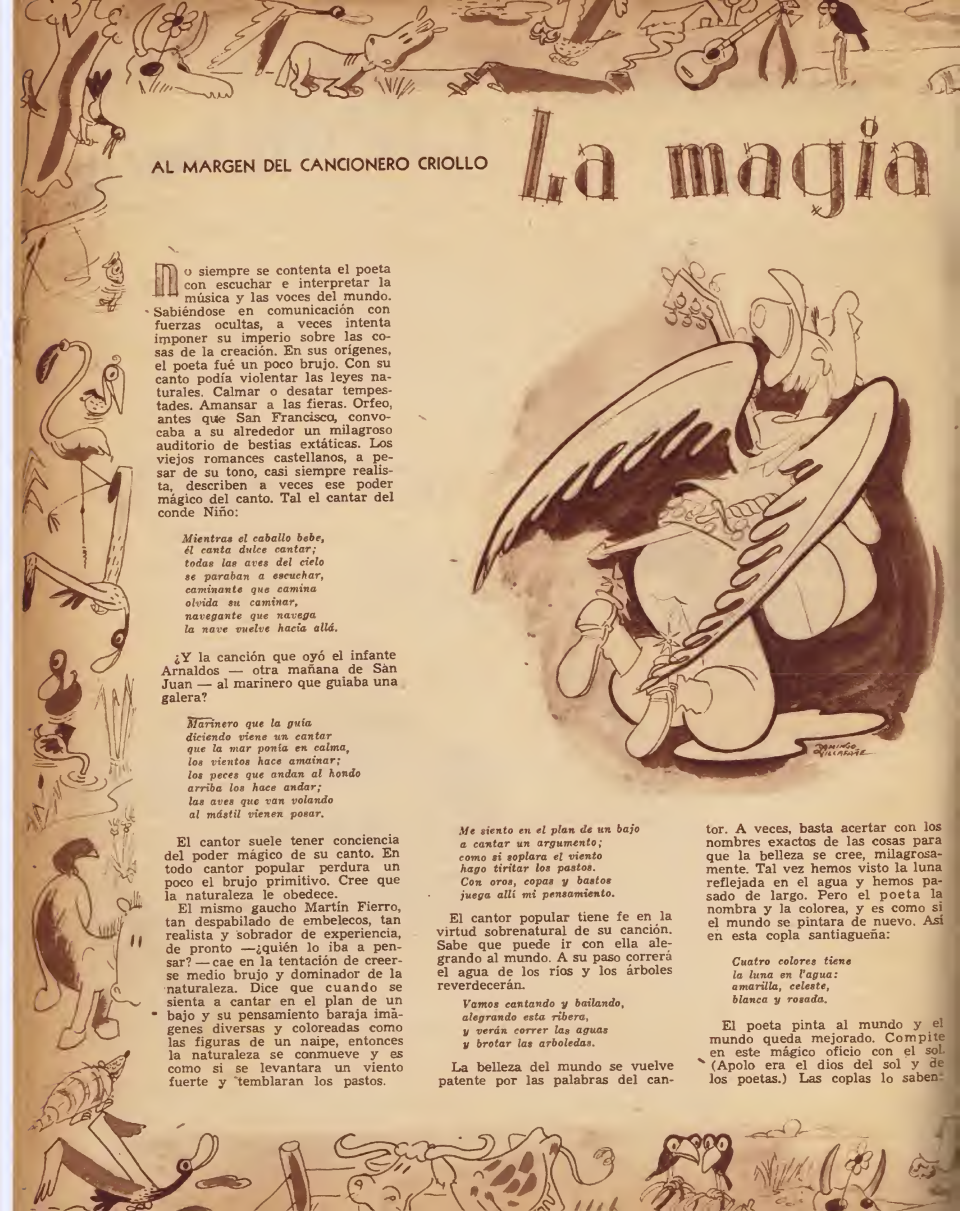 AL MARGEN DEL CANCIONERO CRIOLLO
La magia
No siempre se contenta el poeta
con escuchar e interpretar la
música y las voces del mundo.
Sabiéndose en comunicación con
fuerzas ocultas, a veces intenta
imponer su imperio sobre las co-
sas de la creación. En sus orígenes,
el poeta fué un poco brujo. Con su
canto podía violentar las leyes na-
turales. Calmar o desatar tempes-
tades. Amansar a las fieras. Orfeo,
antes que San Francisco, convo-
caba a su alrededor un milagroso
auditorio de bestias extáticas. Los
viejos romances castellanos, a pe-
sar de su tono, casi siempre realis-
ta, describen a veces ese poder
mágico del canto. Tal el cantar del
conde Niño:
Mientras el caballo bebe,
él canta dulce cantar;
todas las aves del cielo
se paraban a escuchar,
caminante que camina
olvida su caminar,
navegante que navega
la nave vuelve hacia allá.
¿Y la canción que oyó el infante
Arnaldos — otra mañana de San
Juan — al marinero que guiaba una
galera?
Marinero que la guía
diciendo viene un cantar
que la mar ponía en calma,
los vientos hace amainar;
los peces que andan al hondo
arriba los hace andar;
las aves que van volando
al mástil vienen posar.
El cantor suele tener conciencia
del poder mágico de su canto. En
todo cantor popular perdura un
poco el brujo primitivo. Cree que
la naturaleza le obedece.
El mismo gaucho Martín Fierro,
tan despabilado de embelecos, tan
realista y sobrador de experiencia,
de pronto —¿quién lo iba a pen-
sar? — cae en la tentación de creer-
se medio brujo y dominador de la
naturaleza. Dice que cuando se
sienta a cantar en el plan de un
bajo y su pensamiento baraja imá-
genes diversas y coloreadas como
las figuras de un naipe, entonces
la naturaleza se conmueve y es
como si se levantara un viento
fuerte y temblaran los pastos.
DOMINGO
VILLAFAÑE
Me siento en el plan de un bajo
a cantar un argumento;
como si soplara el viento
hago tiritar los pastos.
Con oros, copas y bastos
juega allí mi pensamiento.
El cantor popular tiene fe en la
virtud sobrenatural de su canción.
Sabe que puede ir con ella ale-
grando al mundo. A su paso correrá
el agua de los ríos y los árboles
reverdecerán.
Vamos cantando y bailando,
alegrando esta ribera,
y verán correr las aguas
y brotar las arboledas.
La belleza del mundo se vuelve
patente por las palabras del can-
tor. A veces, basta acertar con los
nombres exactos de las cosas para
que la belleza se cree, milagrosa-
mente. Tal vez hemos visto la luna
reflejada en el agua y hemos pa-
sado de largo. Pero el poeta la
nombra y la colorea, y es como si
el mundo se pintara de nuevo. Así
en esta copla santiagueña:
Cuatro colores tiene
la luna en l'agua:
amarilla, celeste,
blanca y rosada.
El poeta pinta al mundo y el
mundo queda mejorado. Compite
en este mágico oficio con el sol.
(Apolo era el dios del sol y de
los poetas.) Las coplas lo saben: